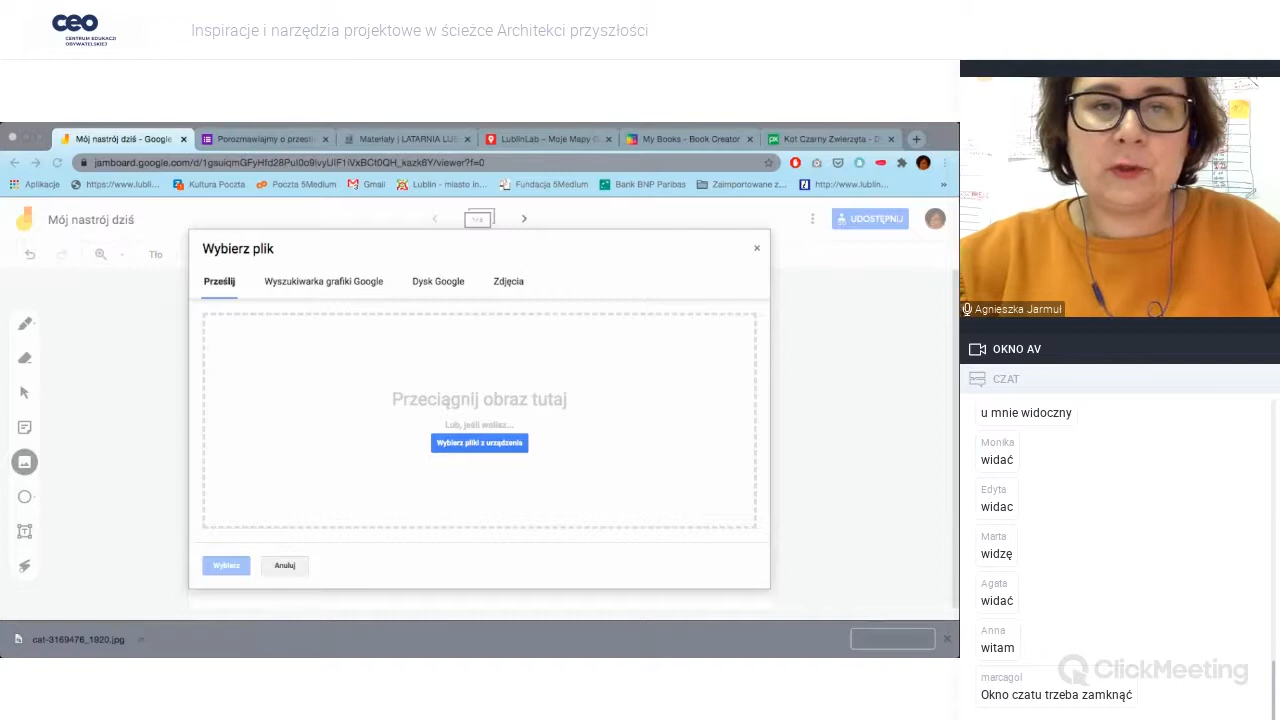 ceo
CENTRUM EDUKACJI
OBYWATELSKIEJ
Inspiracje i narzędzia projektowe w ścieżce Architekci przyszłości
Mój nastrój dziś - Google
Porozmawiajmy o przestr
Materiały | LATARNIA LUB
LublinLab – Moje Mapy G
My Books - Book Creator
Kot Czarny Zwierzęta - D
Aplikacje
https://www.lubli...
Kultura Poczta
Poczta 5Medium
Gmail
Lublin - miasto in...
Fundacja 5Medium
Bank BNP Paribas
Zaimportowane z...
http://www.lublin...
»
Mój nastrój dziś
1/6
UDOSTĘPNIJ
Tło
Wybierz plik
Prześlij
Wyszukiwarka grafiki Google
Dysk Google
Zdjęcia
Przeciągnij obraz tutaj
Lub, jeśli wolisz...
Wybierz pliki z urządzenia
Wybierz
Anuluj
cat-3169476_1920.jpg
Agnieszka Jarmuł
OKNO AV
CZAT
u mnie widoczny
Monika
widać
Edyta
widac
Marta
widzę
Agata
widać
Anna
witam
marcagol
Okno czatu trzeba zamknąć
ClickMeeting